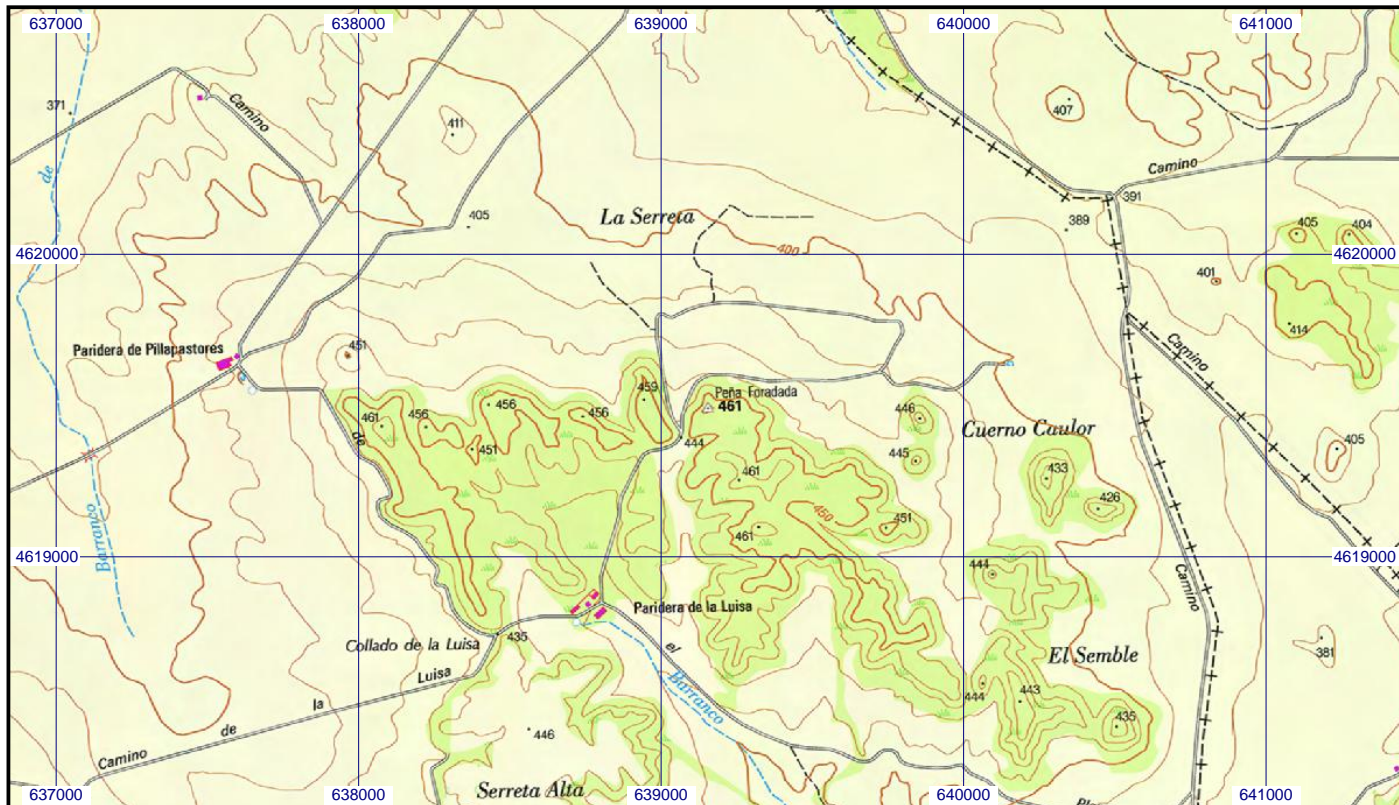 637000 638000 639000 640000 641000
371
Camino
411
407
Camino
de
405
391
La Serreta
389
405 404
4620000 400 4620000
401
414
Paridera de Pillapastores
451
Camino
459
Peña Foradada
461
461 456 456 456
446
444
Cuerno Caulor
de
451
445
405
461
433
426
450
451
461
Barranco
4619000 4619000
444
Camino
Paridera de la Luisa
435
381
Collado de la Luisa
el
El Semble
Luisa
Barranco
444 443
la
de
435
446
Camino
Serreta Alta
637000 638000 639000 640000 641000